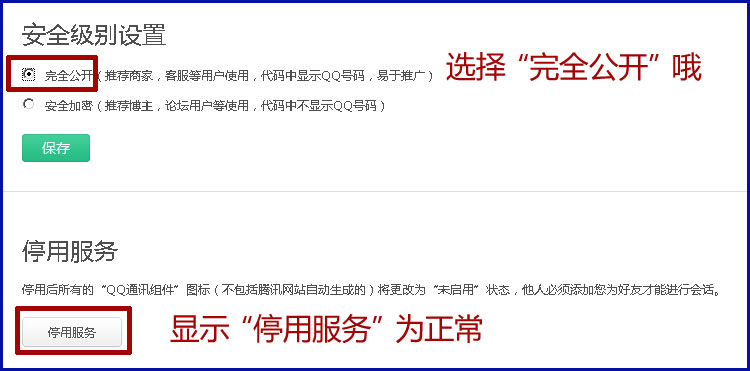 安全级别设置
完全公开(推荐商家，客服等用户使用，代码中显示QQ号码，易于推广)
选择“完全公开”哦
安全加密(推荐博主，论坛用户等使用，代码中不显示QQ号码)
保存
停用服务
停用后所有的“QQ通讯组件”图标(不包括腾讯网站自动生成的)将更改为“未启用”状态，他人必须添加您为好友才能进行会话。
停用服务
显示“停用服务”为正常